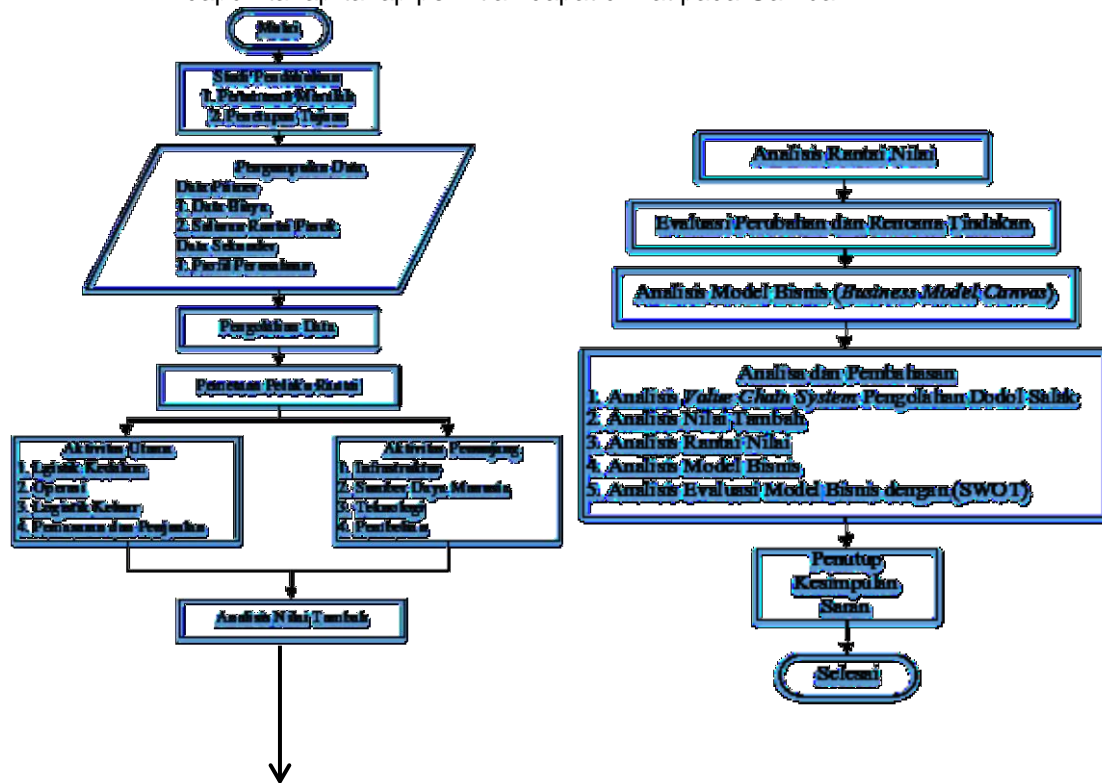 Mulai
Studi Pendahuluan
1. Perumusan Masalah
2. Penetapan Tujuan
Pengumpulan Data
Data Primer
1. Data Biaya
2. Saluran Rantai Pasok
Data Sekunder
1. Profil Perusahaan
Pengolahan Data
Pemetaan Pelaku Rantai
Aktivitas Utama
1. Logistik Kedalam
2. Operasi
3. Logistik Keluar
4. Pemasaran dan Penjualan
Aktivitas Penunjang
1. Infrastruktur
2. Sumber Daya Manusia
3. Teknologi
4. Pembelian
Analisis Nilai Tambah
Analisis Rantai Nilai
Evaluasi Perubahan dan Rencana Tindakan
Analisis Model Bisnis (Business Model Canvas)
Analisa dan Pembahasan
1. Analisis Value Chain System Pengolahan Dodol Salak
2. Analisis Nilai Tambah
3. Analisis Rantai Nilai
4. Analisis Model Bisnis
5. Analisis Evaluasi Model Bisnis dengan (SWOT)
Penutup
Kesimpulan
Saran
Selesai